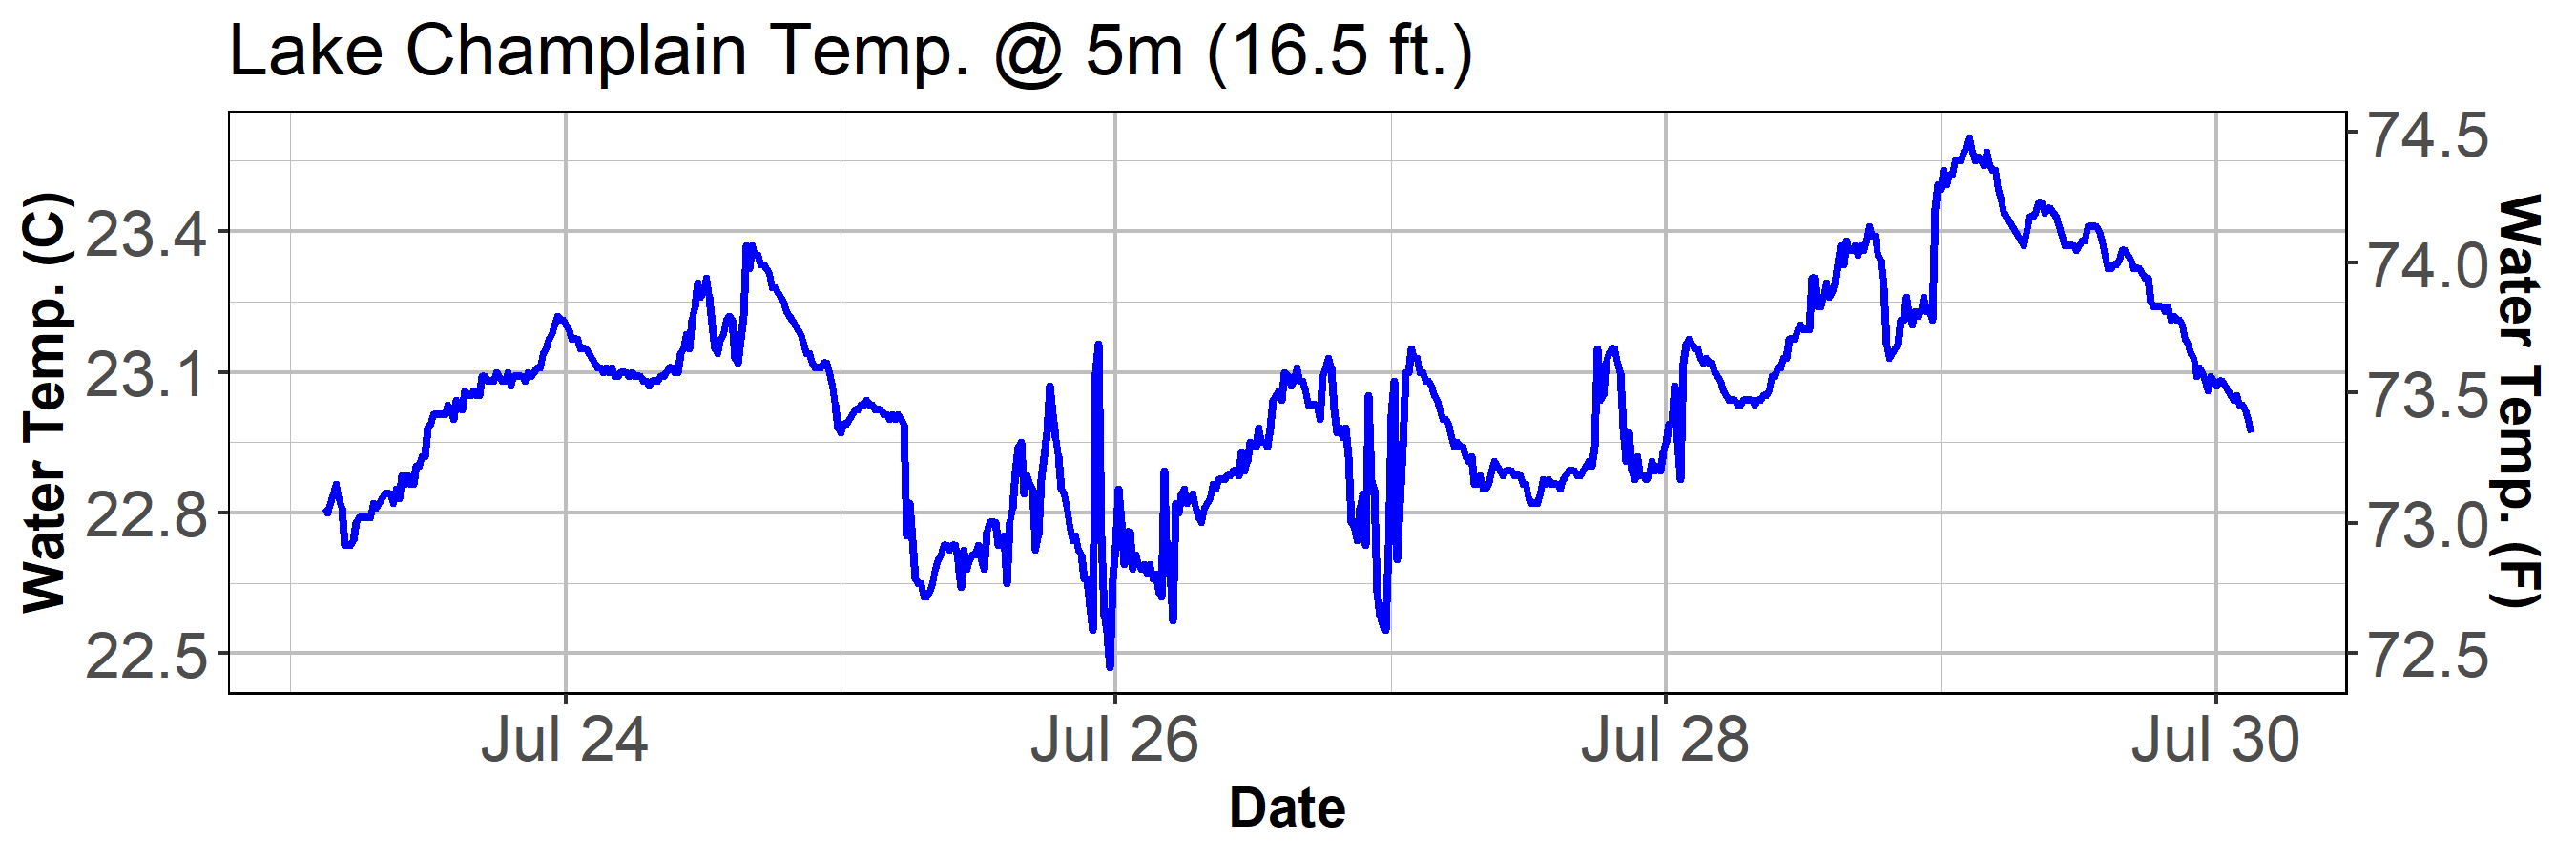 Lake Champlain Temp. @ 5m (16.5 ft.)
Water Temp. (C)
23.4
23.1
22.8
22.5
74.5
74.0
73.5
73.0
72.5
Water Temp. (F)
Jul 24 Jul 26 Jul 28 Jul 30
Date